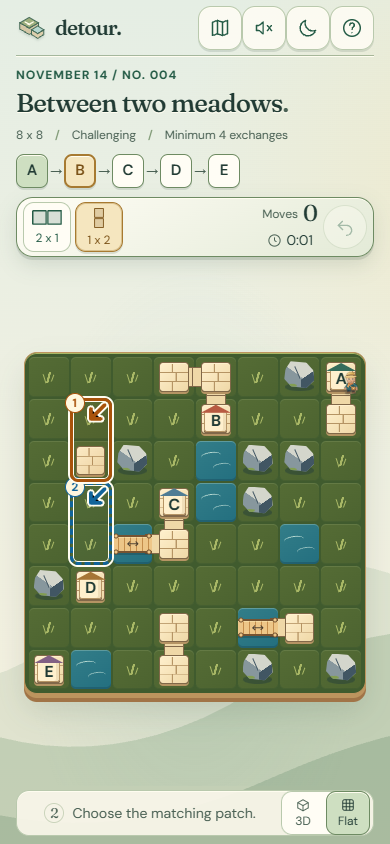 detour.
NOVEMBER 14 / NO. 004
Between two meadows.
8 x 8 / Challenging / Minimum 4 exchanges
A → B → C → D → E
2 x 1
1 x 2
Moves 0
0:01
A
1
B
2
C
D
E
2 Choose the matching patch.
3D
Flat